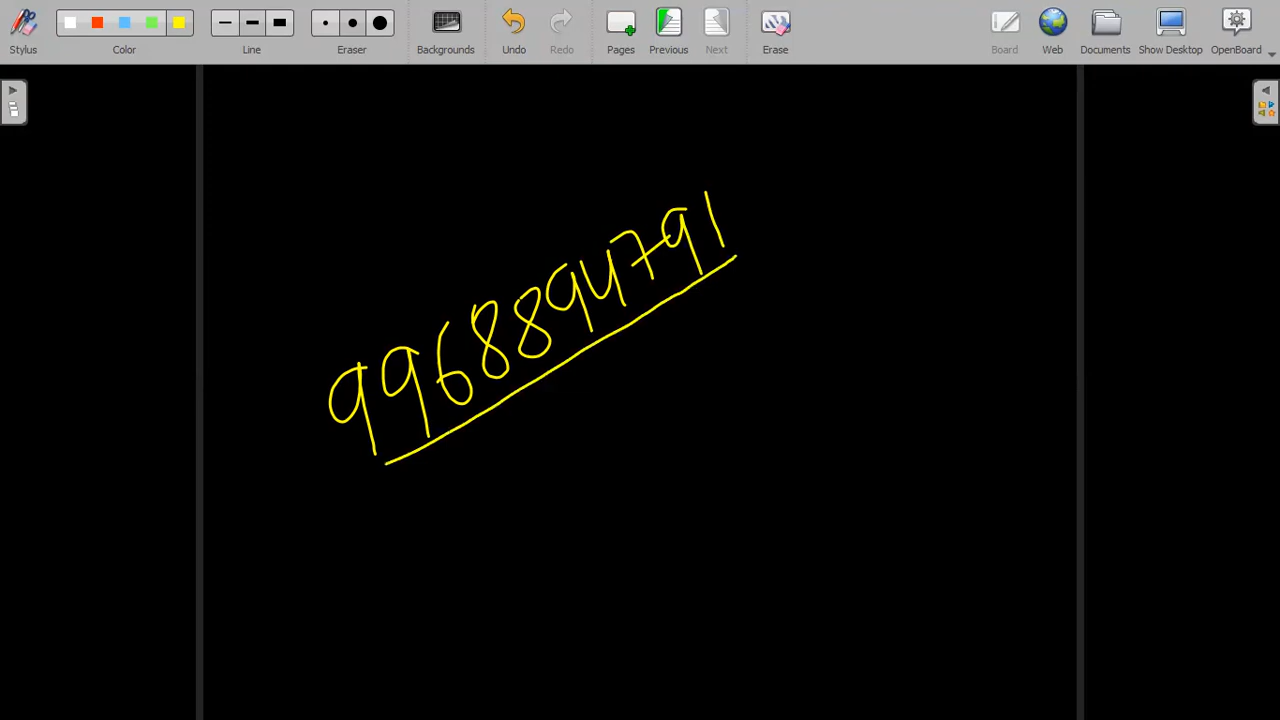 Stylus
Color
Line
Eraser
Backgrounds
Undo
Redo
Pages
Previous
Next
Erase
Board
Web
Documents
Show Desktop
OpenBoard
9968894791